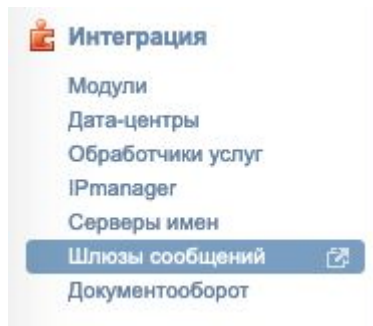 Интеграция
Модули
Дата-центры
Обработчики услуг
IPmanager
Серверы имен
Шлюзы сообщений
Документооборот